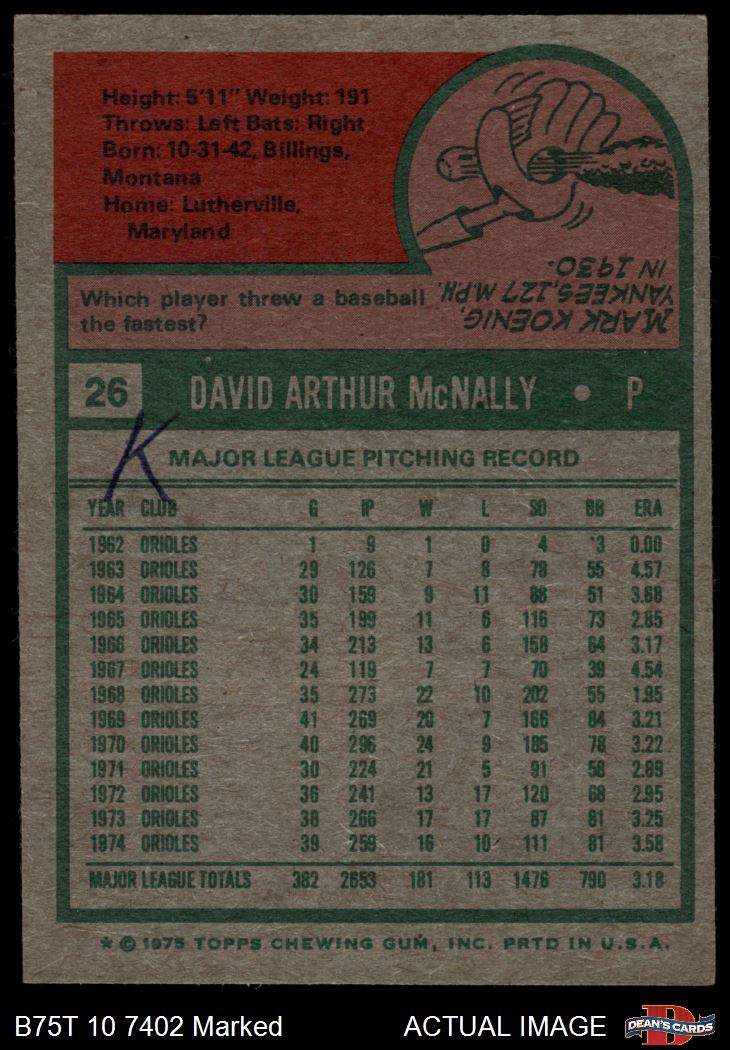 Height: 5'11" Weight: 191
Throws: Left Bats: Right
Born: 10-31-42, Billings,
Montana
Home: Lutherville,
Maryland
Which player threw a baseball
the fastest?
MARK KOENIG,
YANKEES, 127 M.P.H.
IN 1930.
26 DAVID ARTHUR McNALLY • P
K
MAJOR LEAGUE PITCHING RECORD
YEAR CLUB G IP W L SO BB ERA
1962 ORIOLES 1 9 1 0 4 3 0.00
1963 ORIOLES 29 126 7 8 78 55 4.57
1964 ORIOLES 30 159 9 11 88 51 3.68
1965 ORIOLES 35 199 11 6 116 73 2.85
1966 ORIOLES 34 213 13 6 158 64 3.17
1967 ORIOLES 24 119 7 7 70 39 4.54
1968 ORIOLES 35 273 22 10 202 55 1.95
1969 ORIOLES 41 269 20 7 166 84 3.21
1970 ORIOLES 40 296 24 9 185 78 3.22
1971 ORIOLES 30 224 21 5 91 58 2.89
1972 ORIOLES 36 241 13 17 120 68 2.95
1973 ORIOLES 38 266 17 17 87 81 3.25
1974 ORIOLES 39 259 16 10 111 81 3.58
MAJOR LEAGUE TOTALS 382 2653 181 113 1476 790 3.18
* © 1975 TOPPS CHEWING GUM, INC. PRTD IN U.S.A.
B75T 10 7402 Marked ACTUAL IMAGE
DEAN'S CARDS